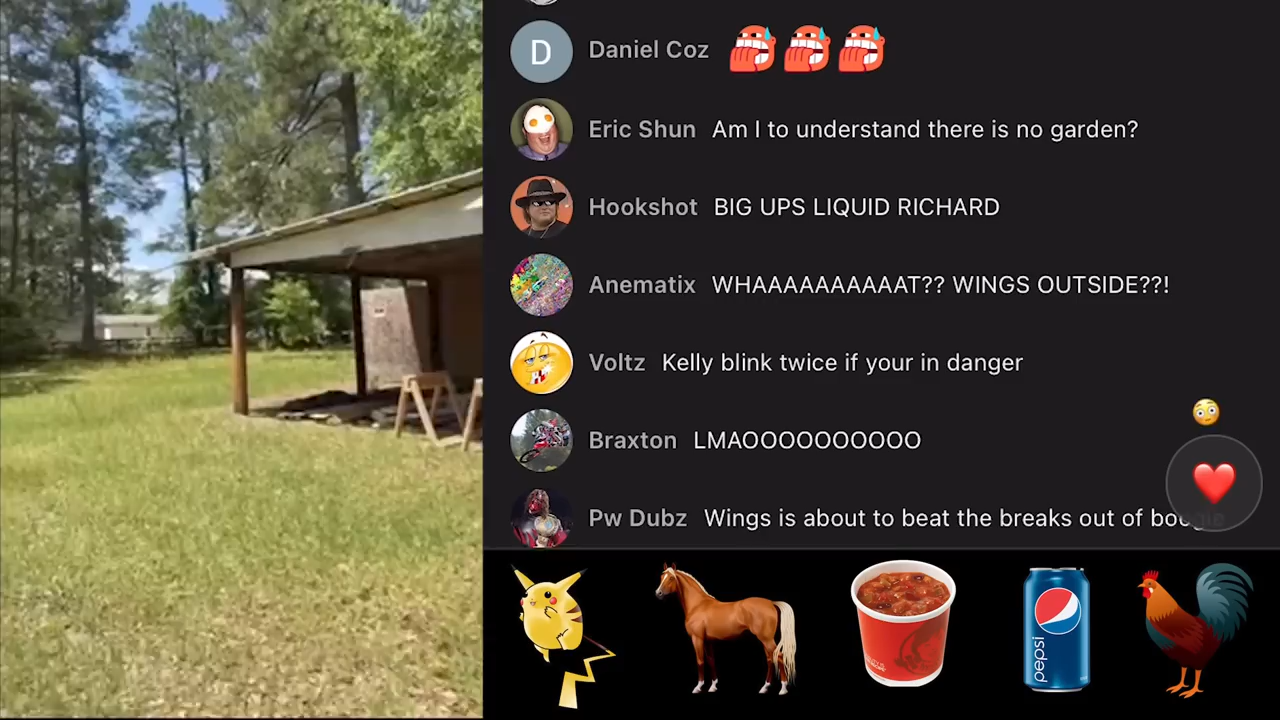 D
Daniel Coz
Eric Shun Am I to understand there is no garden?
Hookshot BIG UPS LIQUID RICHARD
Anematix WHAAAAAAAAAAT?? WINGS OUTSIDE??!
Voltz Kelly blink twice if your in danger
Braxton LMAOOOOOOOOOO
Pw Dubz Wings is about to beat the breaks out of boogie
pepsi